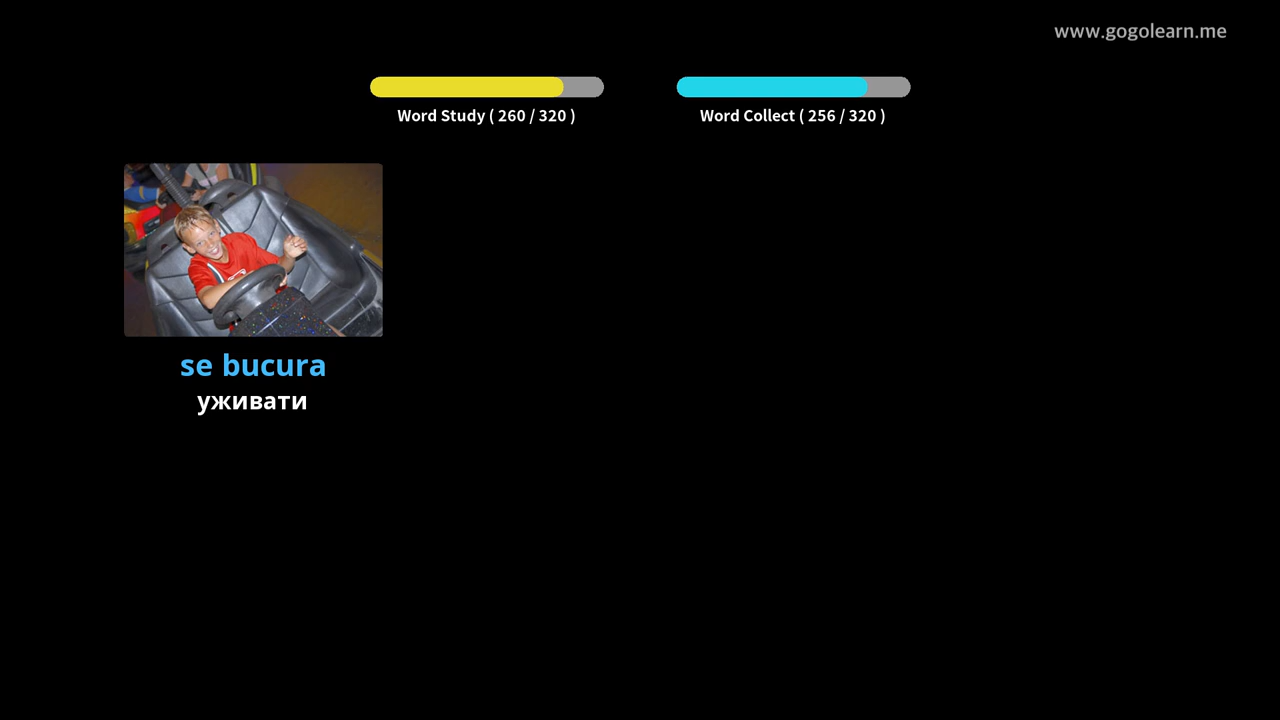 www.gogolearn.me
Word Study ( 260 / 320 )
Word Collect ( 256 / 320 )
se bucura
уживати